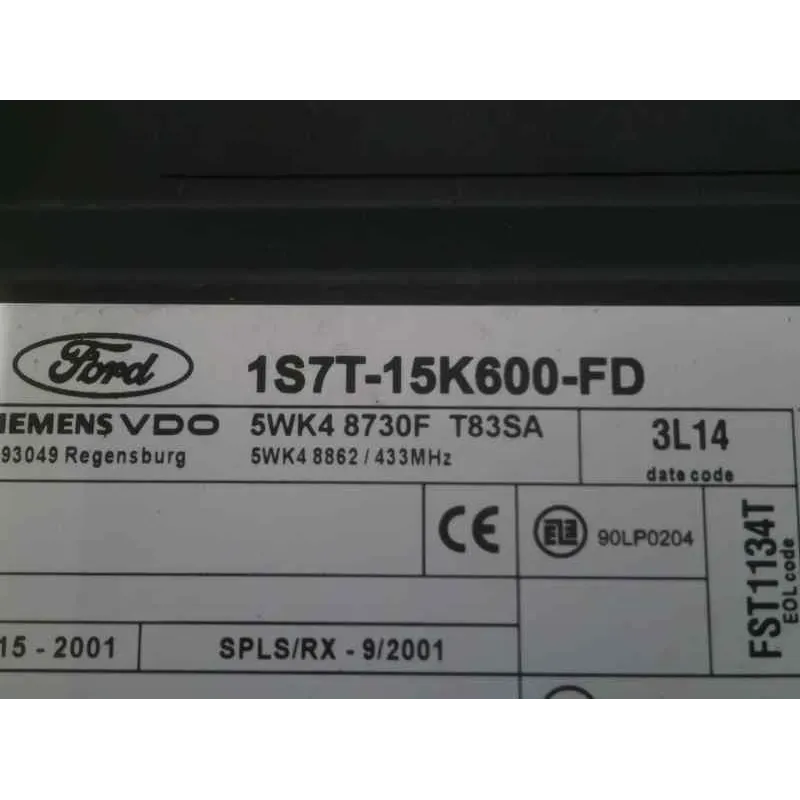 Ford 1S7T-15K600-FD
IEMENS VDO 5WK4 8730F T83SA
93049 Regensburg 5WK4 8862 / 433MHz
3L14
date code
CE 90LP0204
FST1134T
EOL code
15 - 2001 SPLS/RX - 9/2001